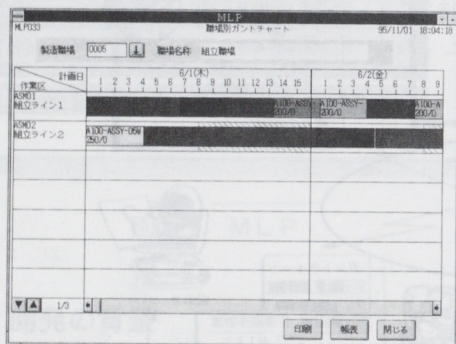 MLP
MLP033 職場別ガントチャート 95/11/01 18:04:18
製造職場 0005 職場名称 組立職場
計画日 6/1(木) 6/2(金)
作業区 1 2 3 4 5 6 7 8 9 10 11 12 13 14 15 1 2 3 4 5 6 7 8 9
ASM01 A100-ASSY- A100-ASSY- A100-A
組立ライン1 200/0 200/0 200/0
ASM02 A100-ASSY-05W
組立ライン2 250/0
1/3
印刷 帳表 閉じる